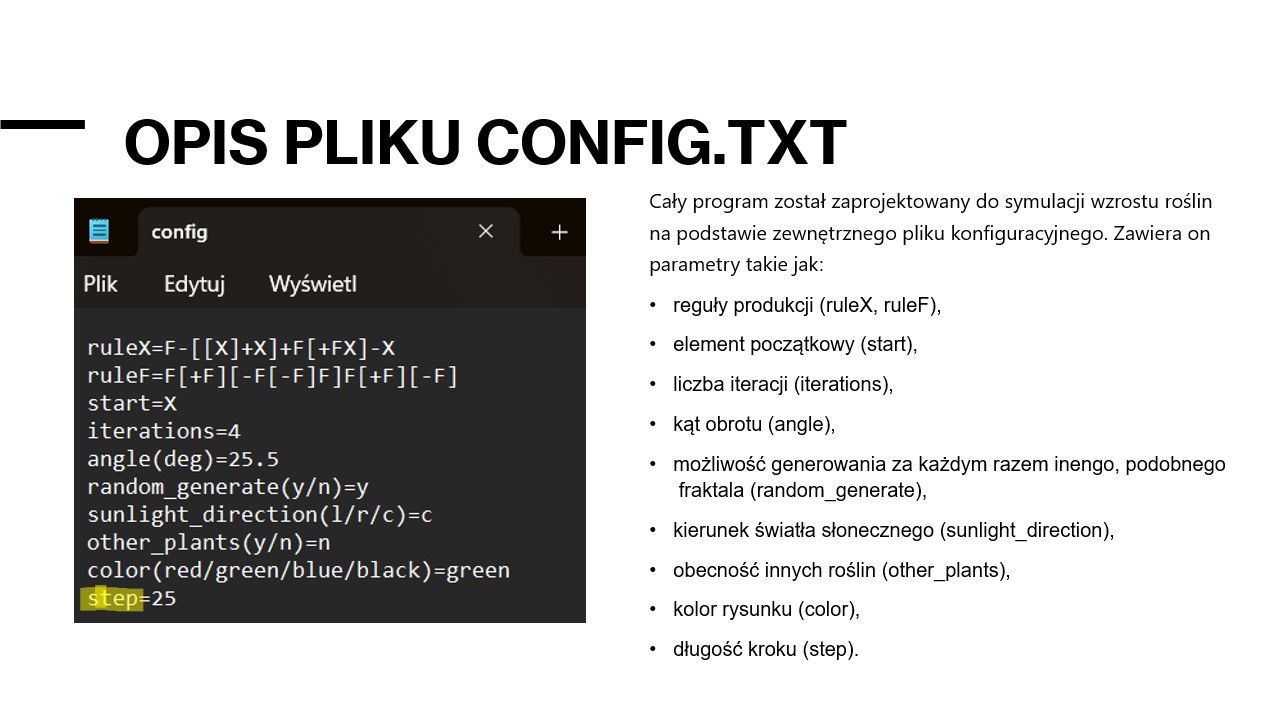 OPIS PLIKU CONFIG.TXT
config
Plik Edytuj Wyświetl
ruleX=F-[[X]+X]+F[+FX]-X
ruleF=F[+F][-F[-F]F]F[+F][-F]
start=X
iterations=4
angle(deg)=25.5
random_generate(y/n)=y
sunlight_direction(l/r/c)=c
other_plants(y/n)=n
color(red/green/blue/black)=green
step=25
Cały program został zaprojektowany do symulacji wzrostu roślin
na podstawie zewnętrznego pliku konfiguracyjnego. Zawiera on
parametry takie jak:
• reguły produkcji (ruleX, ruleF),
• element początkowy (start),
• liczba iteracji (iterations),
• kąt obrotu (angle),
• możliwość generowania za każdym razem inengo, podobnego
fraktala (random_generate),
• kierunek światła słonecznego (sunlight_direction),
• obecność innych roślin (other_plants),
• kolor rysunku (color),
• długość kroku (step).